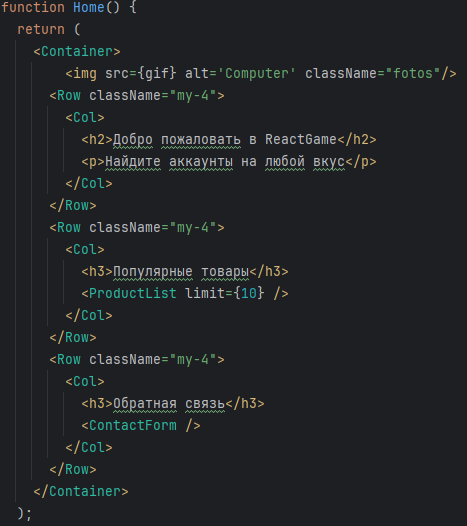 function Home() {
  return (
    <Container>
        <img src={gif} alt='Computer' className="fotos"/>
      <Row className="my-4">
        <Col>
          <h2>Добро пожаловать в ReactGame</h2>
          <p>Найдите аккаунты на любой вкус</p>
        </Col>
      </Row>
      <Row className="my-4">
        <Col>
          <h3>Популярные товары</h3>
          <ProductList limit={10} />
        </Col>
      </Row>
      <Row className="my-4">
        <Col>
          <h3>Обратная связь</h3>
          <ContactForm />
        </Col>
      </Row>
    </Container>
  );